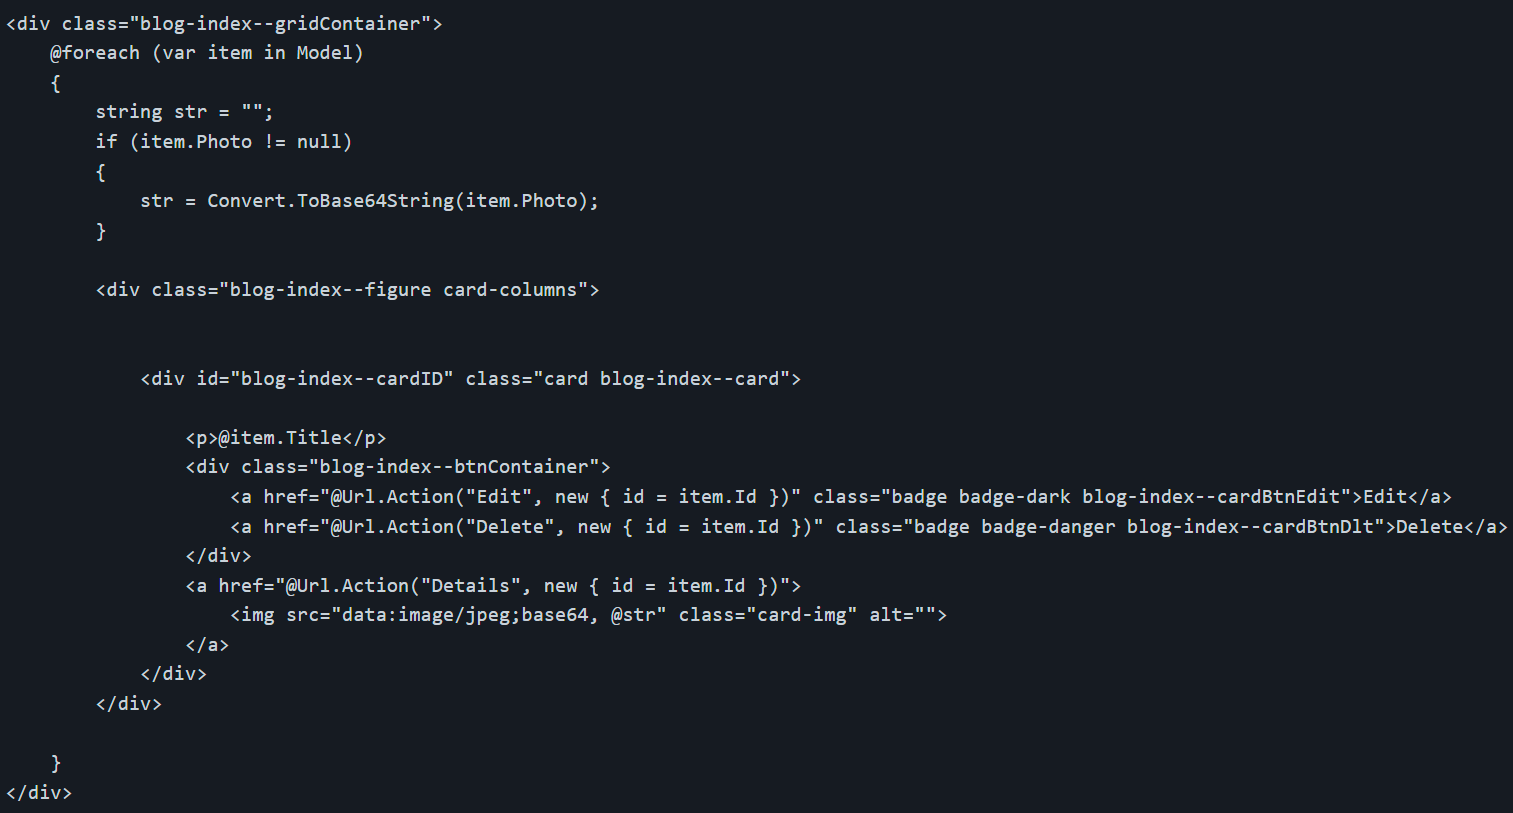 <div class="blog-index--gridContainer">
    @foreach (var item in Model)
    {
        string str = "";
        if (item.Photo != null)
        {
            str = Convert.ToBase64String(item.Photo);
        }

        <div class="blog-index--figure card-columns">


            <div id="blog-index--cardID" class="card blog-index--card">

                <p>@item.Title</p>
                <div class="blog-index--btnContainer">
                    <a href="@Url.Action("Edit", new { id = item.Id })" class="badge badge-dark blog-index--cardBtnEdit">Edit</a>
                    <a href="@Url.Action("Delete", new { id = item.Id })" class="badge badge-danger blog-index--cardBtnDlt">Delete</a>
                </div>
                <a href="@Url.Action("Details", new { id = item.Id })">
                    <img src="data:image/jpeg;base64, @str" class="card-img" alt="">
                </a>
            </div>
        </div>

    }
</div>